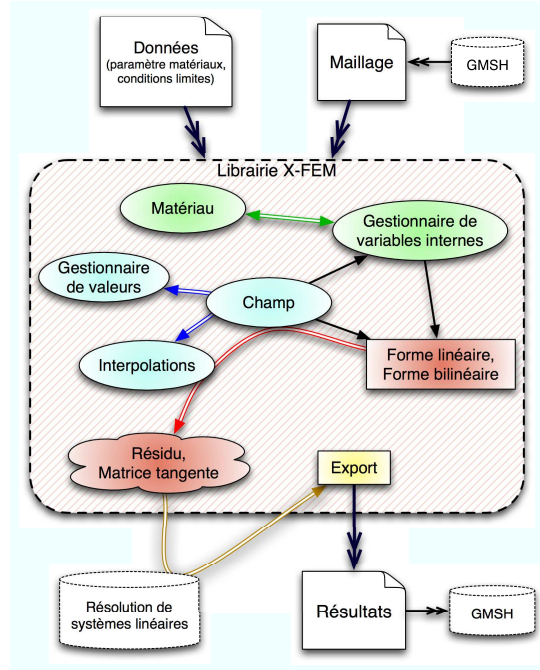 Données
(paramètre matériaux,
conditions limites)
Maillage
GMSH
Librairie X-FEM
Matériau
Gestionnaire de
variables internes
Gestionnaire
de valeurs
Champ
Interpolations
Forme linéaire,
Forme bilinéaire
Résidu,
Matrice tangente
Export
Résolution de
systèmes linéaires
Résultats
GMSH